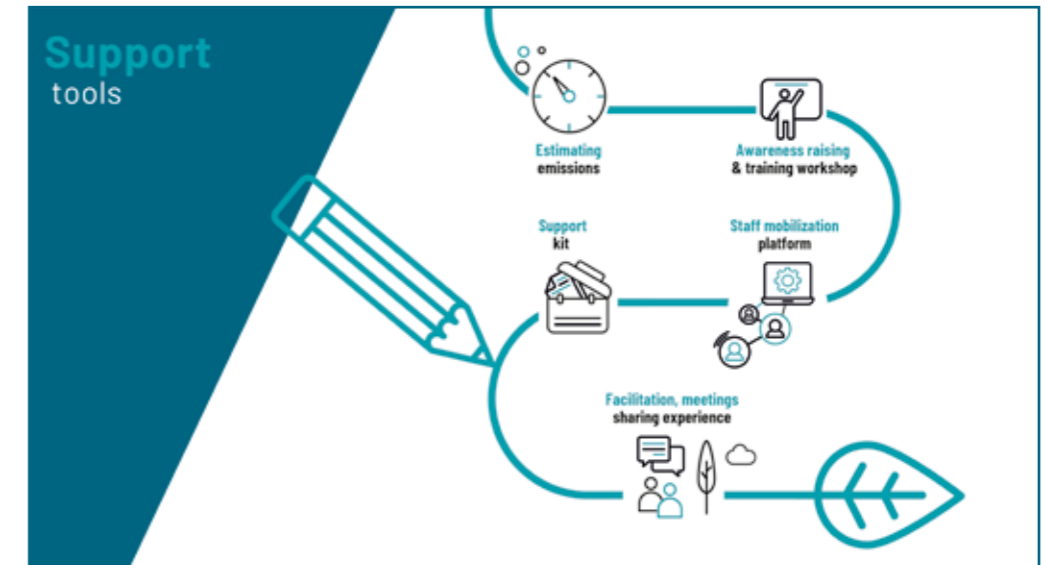 Support
tools
Estimating
emissions
Awareness raising
& training workshop
Support
kit
Staff mobilization
platform
Facilitation, meetings
sharing experience